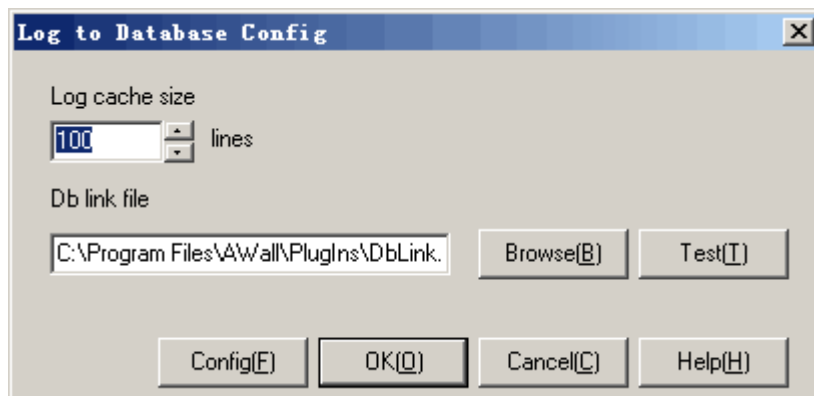 Log to Database Config
Log cache size
100 lines
Db link file
C:\Program Files\AWall\PlugIns\DbLink. Browse(B) Test(T)
Config(F) OK(O) Cancel(C) Help(H)